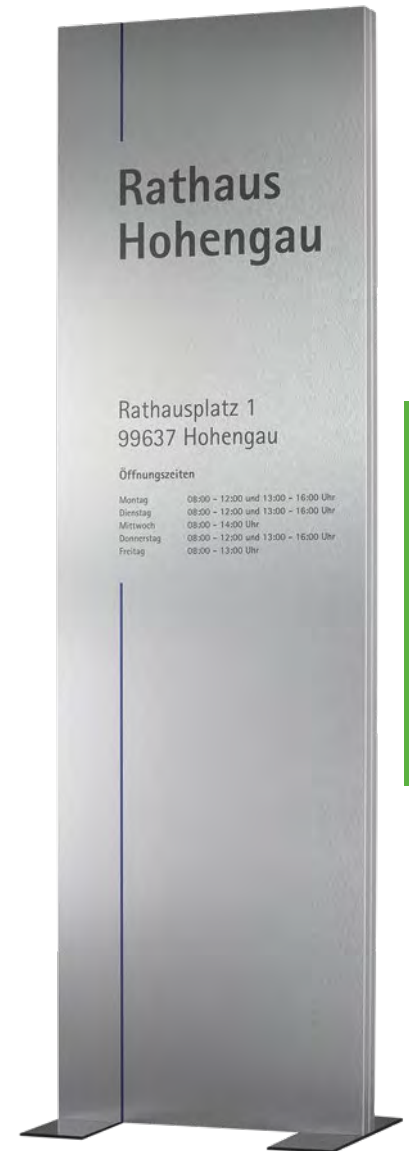 Rathaus
Hohengau
Rathausplatz 1
99637 Hohengau
Öffnungszeiten
Montag 08:00 - 12:00 und 13:00 - 16:00 Uhr
Dienstag 08:00 - 12:00 und 13:00 - 16:00 Uhr
Mittwoch 08:00 - 14:00 Uhr
Donnerstag 08:00 - 12:00 und 13:00 - 16:00 Uhr
Freitag 08:00 - 13:00 Uhr